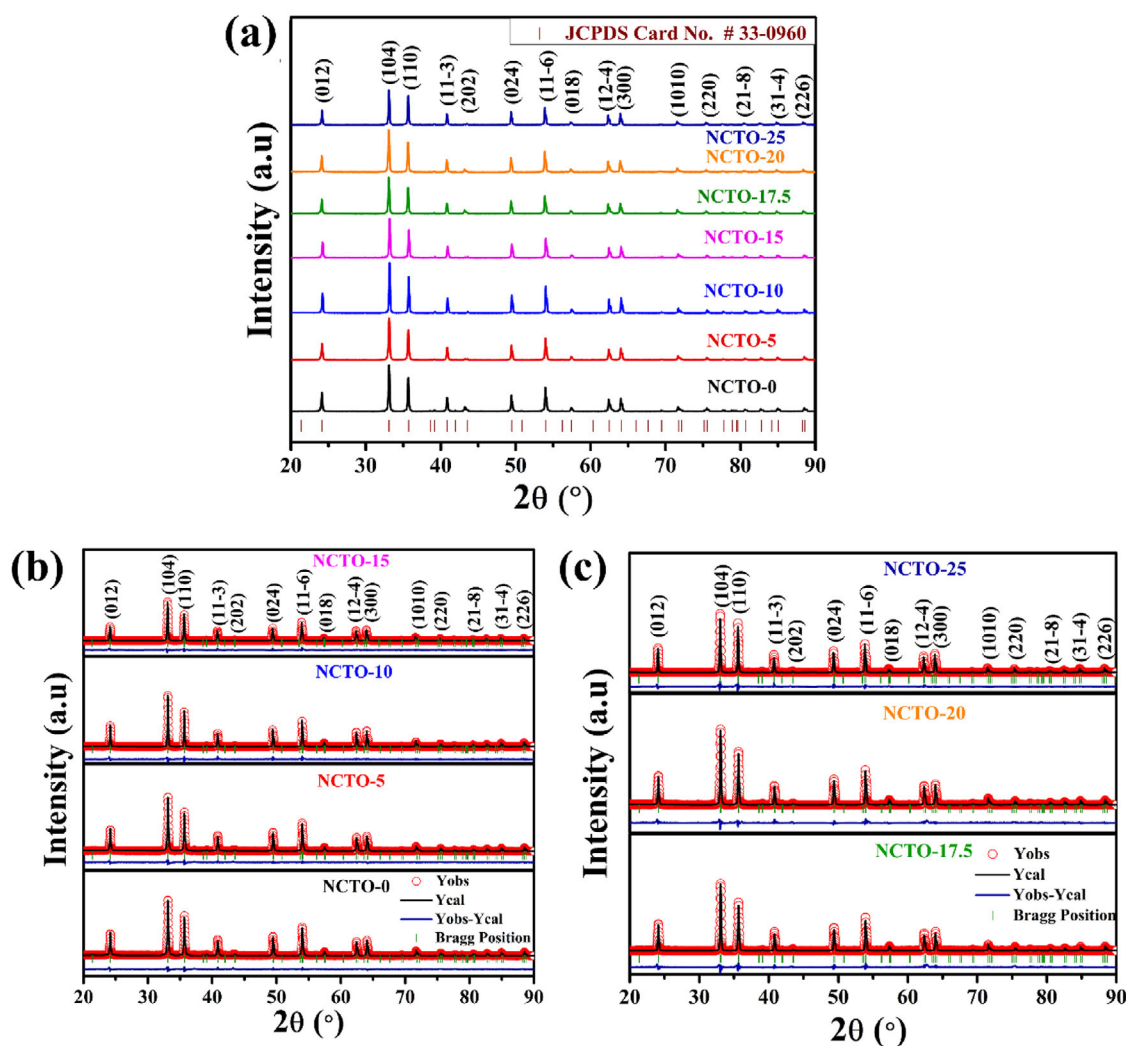 (a)
JCPDS Card No. # 33-0960
(012)
(104)
(110)
(11-3)
(202)
(024)
(11-6)
(018)
(12-4)
(300)
(1010)
(220)
(21-8)
(31-4)
(226)
NCTO-25
NCTO-20
NCTO-17.5
NCTO-15
NCTO-10
NCTO-5
NCTO-0
Intensity (a.u)
20 30 40 50 60 70 80 90
2θ (°)
(b)
NCTO-15
(012)
(104)
(110)
(11-3)
(202)
(024)
(11-6)
(018)
(12-4)
(300)
(1010)
(220)
(21-8)
(31-4)
(226)
NCTO-10
NCTO-5
NCTO-0
Yobs
Ycal
Yobs-Ycal
Bragg Position
Intensity (a.u)
20 30 40 50 60 70 80 90
2θ (°)
(c)
NCTO-25
(012)
(104)
(110)
(11-3)
(202)
(024)
(11-6)
(018)
(12-4)
(300)
(1010)
(220)
(21-8)
(31-4)
(226)
NCTO-20
NCTO-17.5
Yobs
Ycal
Yobs-Ycal
Bragg Position
Intensity (a.u)
20 30 40 50 60 70 80 90
2θ (°)